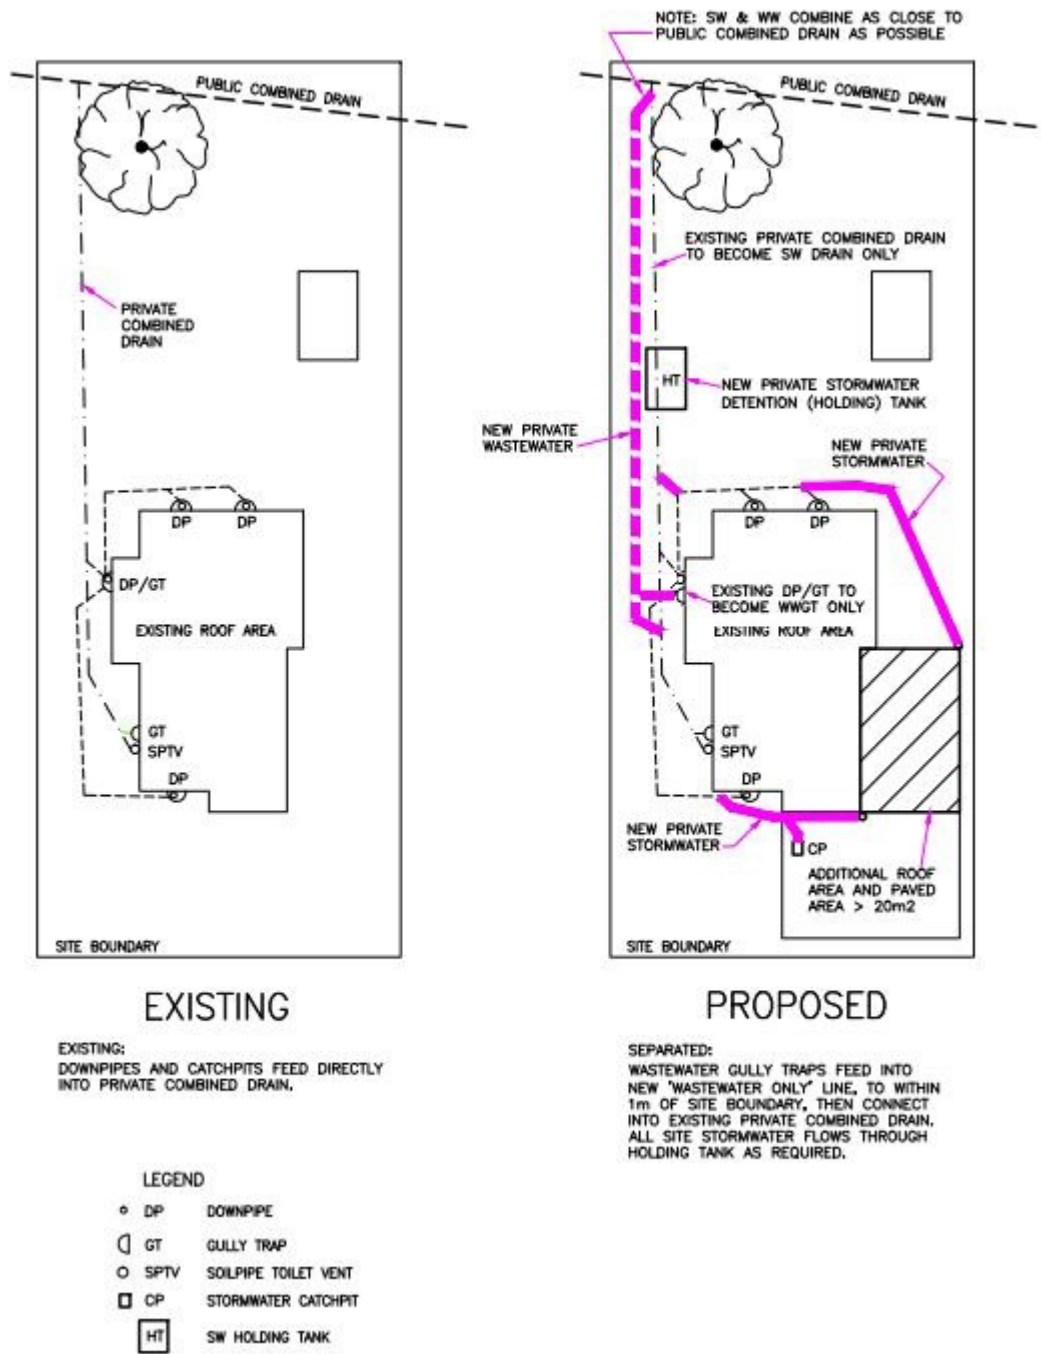 NOTE: SW & WW COMBINE AS CLOSE TO
PUBLIC COMBINED DRAIN AS POSSIBLE
PUBLIC COMBINED DRAIN
PRIVATE
COMBINED
DRAIN
DP
DP
DP/GT
EXISTING ROOF AREA
GT
SPTV
DP
SITE BOUNDARY
PUBLIC COMBINED DRAIN
EXISTING PRIVATE COMBINED DRAIN
TO BECOME SW DRAIN ONLY
HT
NEW PRIVATE STORMWATER
DETENTION (HOLDING) TANK
NEW PRIVATE
WASTEWATER
NEW PRIVATE
STORMWATER
DP
DP
EXISTING DP/GT TO
BECOME WWGT ONLY
EXISTING ROOF AREA
GT
SPTV
DP
NEW PRIVATE
STORMWATER
CP
ADDITIONAL ROOF
AREA AND PAVED
AREA > 20m2
SITE BOUNDARY
EXISTING
EXISTING:
DOWNPIPES AND CATCHPITS FEED DIRECTLY
INTO PRIVATE COMBINED DRAIN.
PROPOSED
SEPARATED:
WASTEWATER GULLY TRAPS FEED INTO
NEW 'WASTEWATER ONLY' LINE, TO WITHIN
1m OF SITE BOUNDARY, THEN CONNECT
INTO EXISTING PRIVATE COMBINED DRAIN.
ALL SITE STORMWATER FLOWS THROUGH
HOLDING TANK AS REQUIRED.
LEGEND
DP DOWNPIPE
GT GULLY TRAP
SPTV SOILPIPE TOILET VENT
CP STORMWATER CATCHPIT
HT SW HOLDING TANK